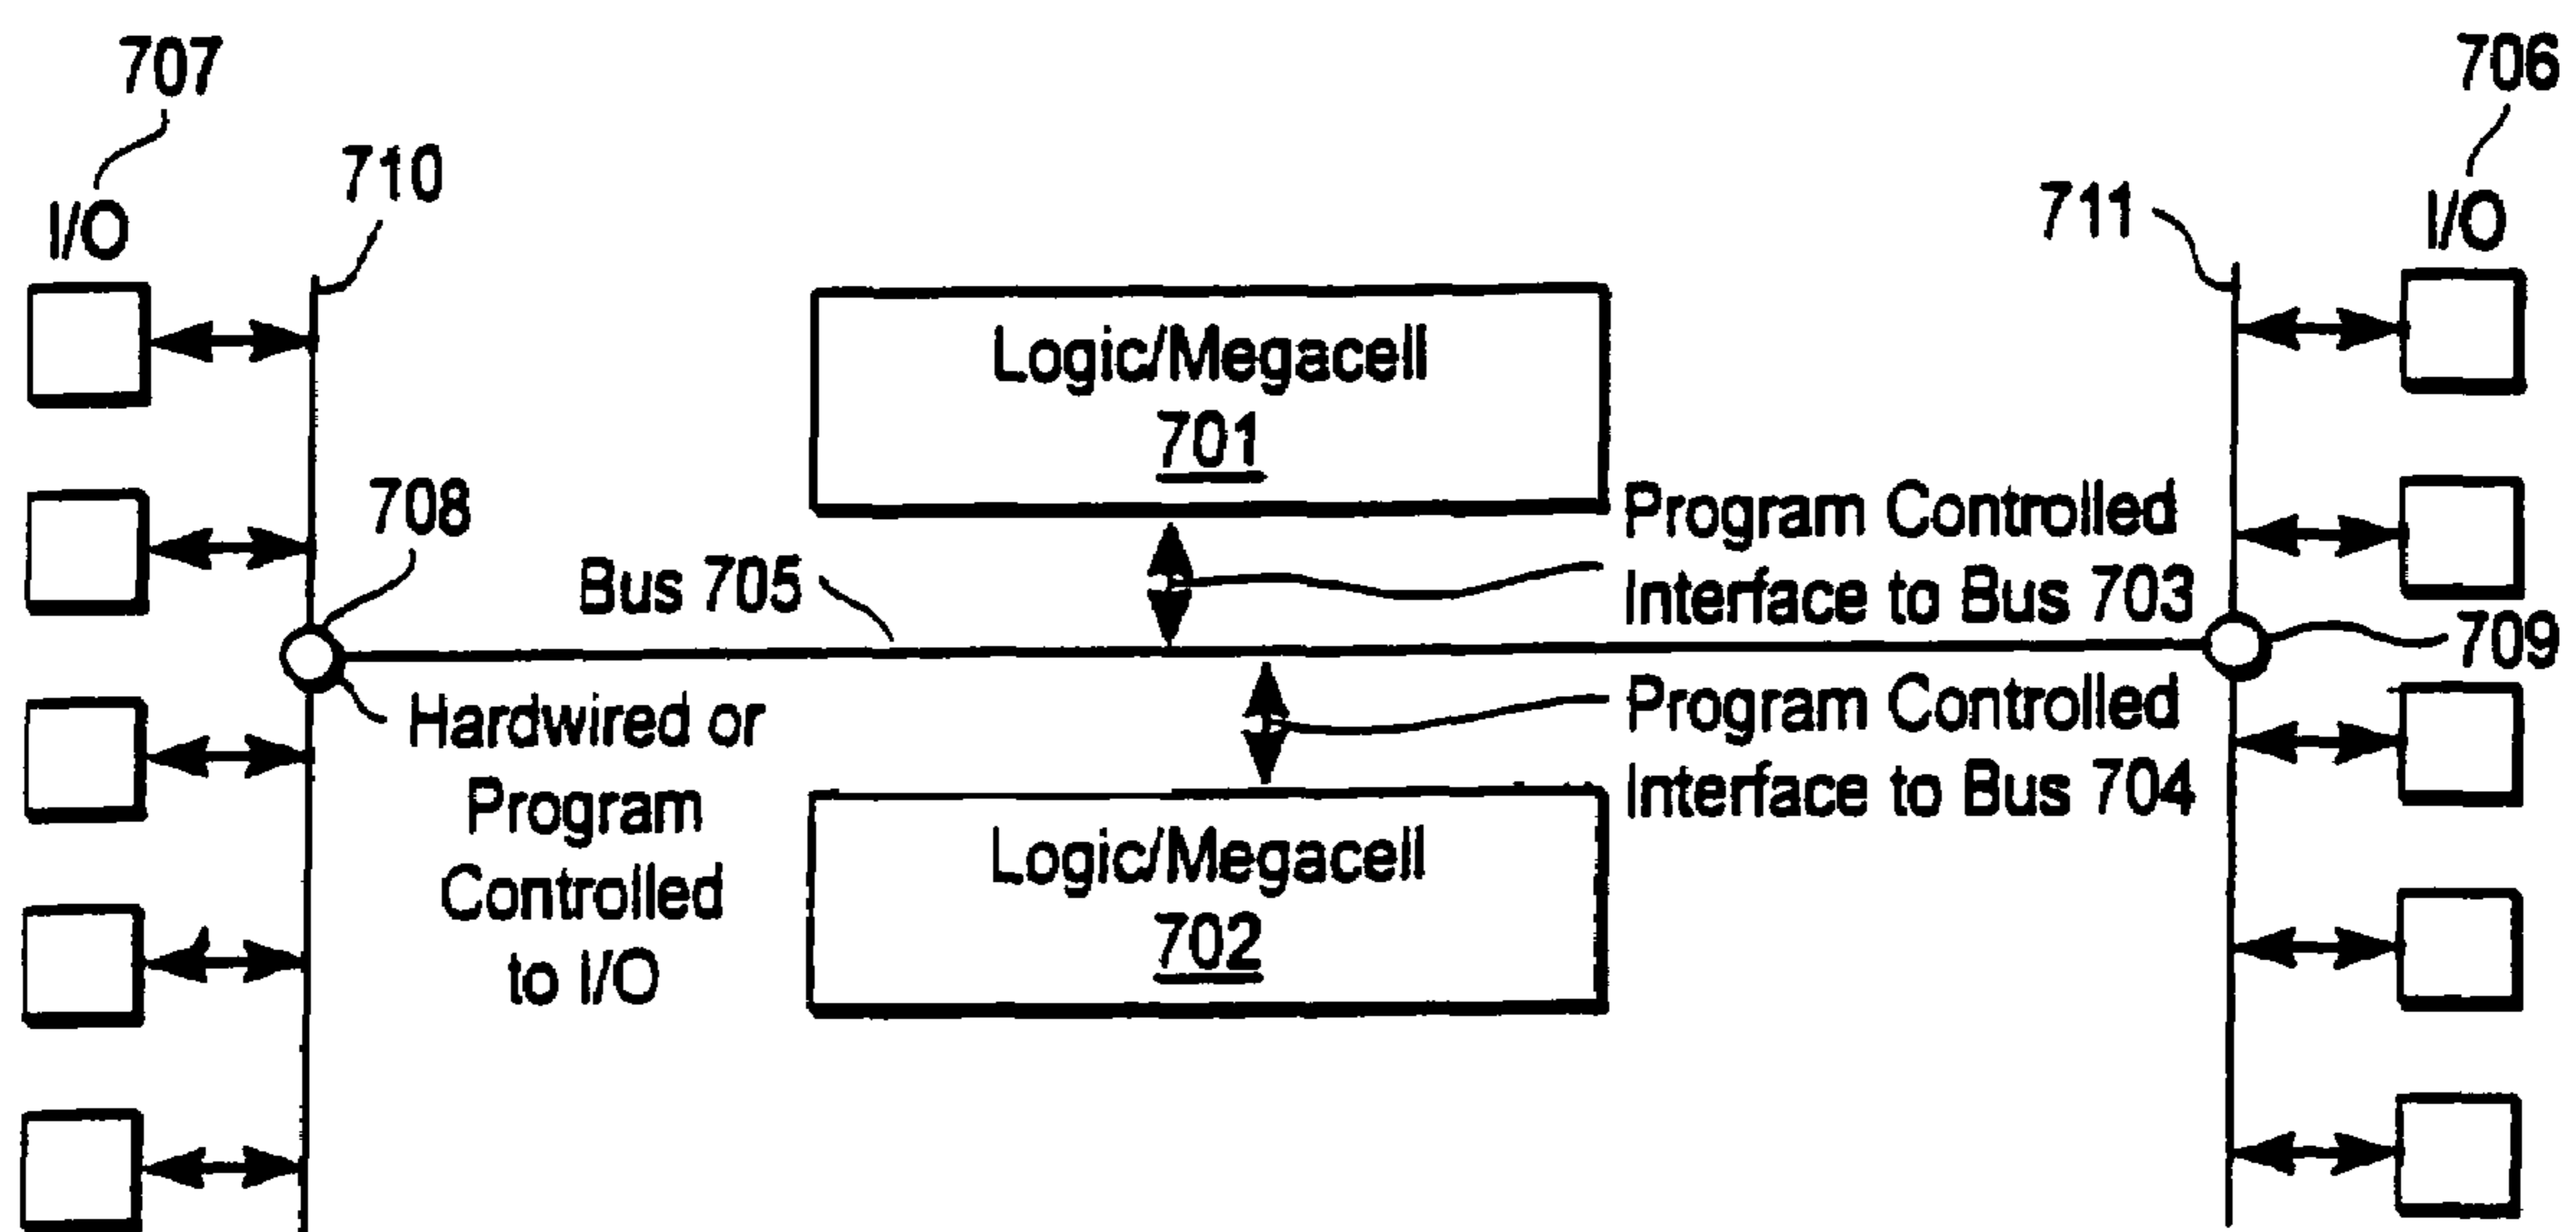 707
706
710
711
I/O
I/O
Logic/Megacell
701
708
Bus 705
Program Controlled
Interface to Bus 703
709
Hardwired or
Program
Controlled
to I/O
Program Controlled
Interface to Bus 704
Logic/Megacell
702